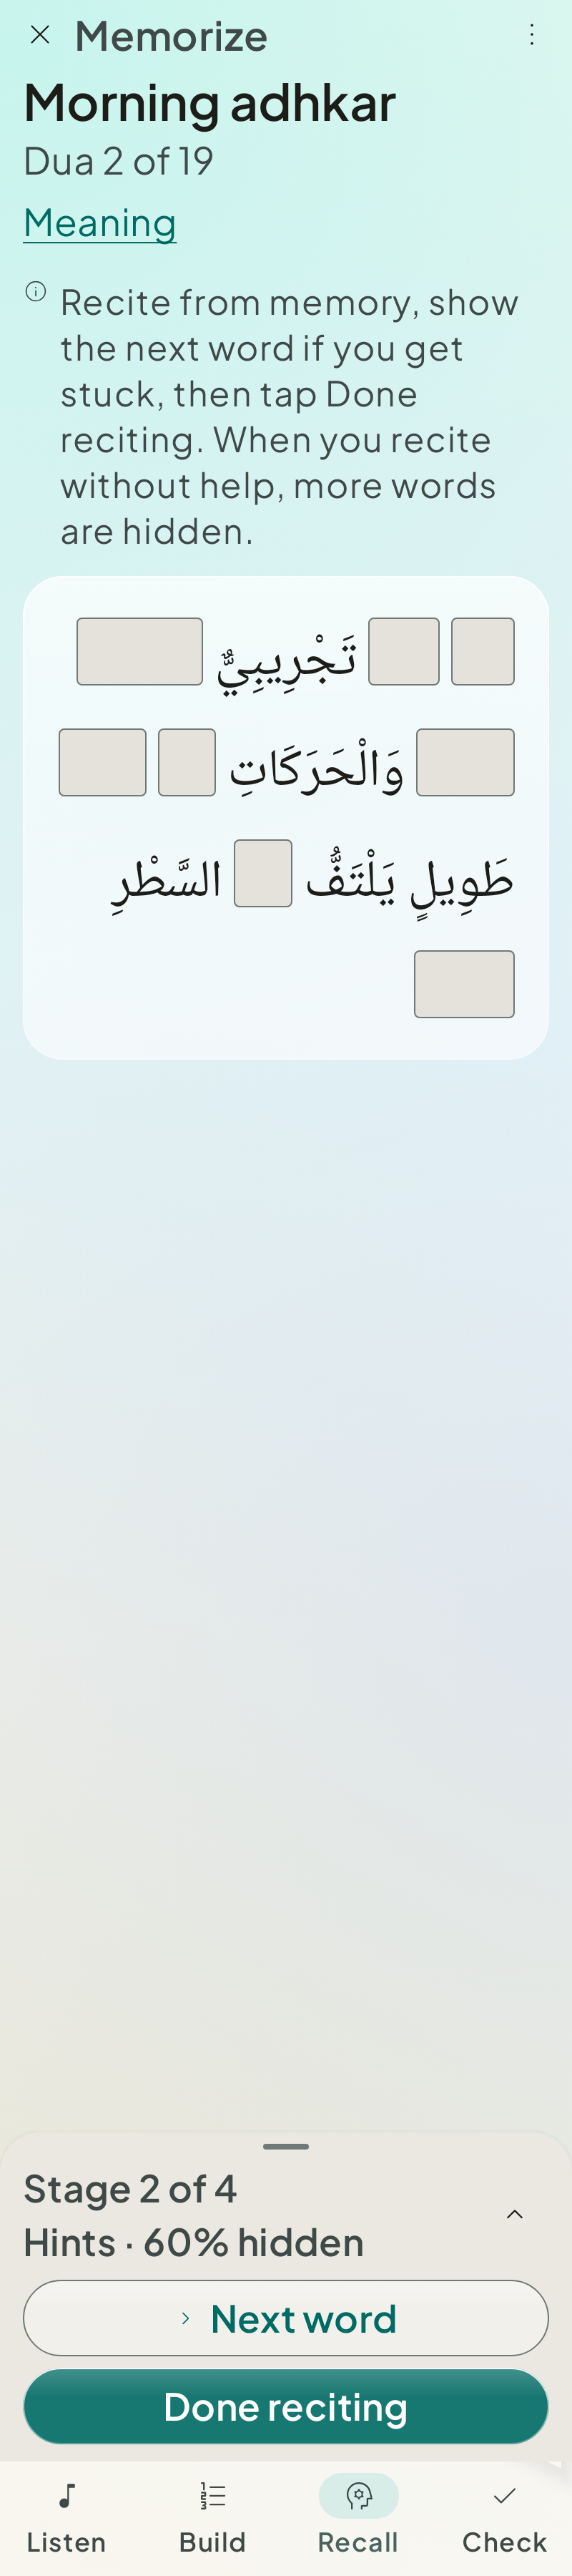 Memorize
Morning adhkar
Dua 2 of 19
Meaning
Recite from memory, show
the next word if you get
stuck, then tap Done
reciting. When you recite
without help, more words
are hidden.
تَجْرِيبِيٌّ
وَالْحَرَكَاتِ
طَوِيلٍ يَلْتَفُّ السَّطْرِ
Stage 2 of 4
Hints · 60% hidden
Next word
Done reciting
Listen
Build
Recall
Check